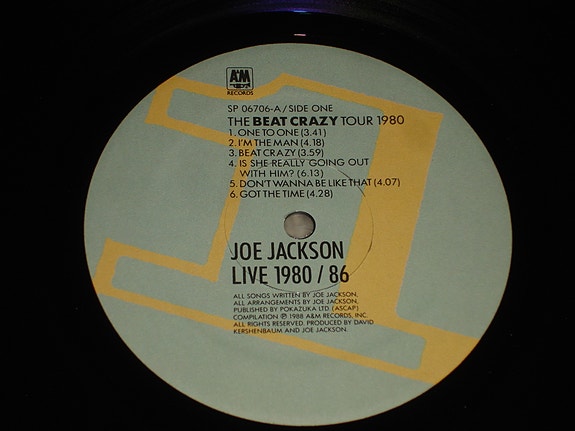 A&M
RECORDS
SP 06706-A/SIDE ONE
THE BEAT CRAZY TOUR 1980
1. ONE TO ONE (3.41)
2. I'M THE MAN (4.18)
3. BEAT CRAZY (3.59)
4. IS SHE REALLY GOING OUT
WITH HIM? (6.13)
5. DON'T WANNA BE LIKE THAT (4.07)
6. GOT THE TIME (4.28)
JOE JACKSON
LIVE 1980 / 86
ALL SONGS WRITTEN BY JOE JACKSON,
ALL ARRANGEMENTS BY JOE JACKSON,
PUBLISHED BY POKAZUKA LTD. (ASCAP)
COMPILATION ℗ 1988 A&M RECORDS, INC.
ALL RIGHTS RESERVED. PRODUCED BY DAVID
KERSHENBAUM AND JOE JACKSON.